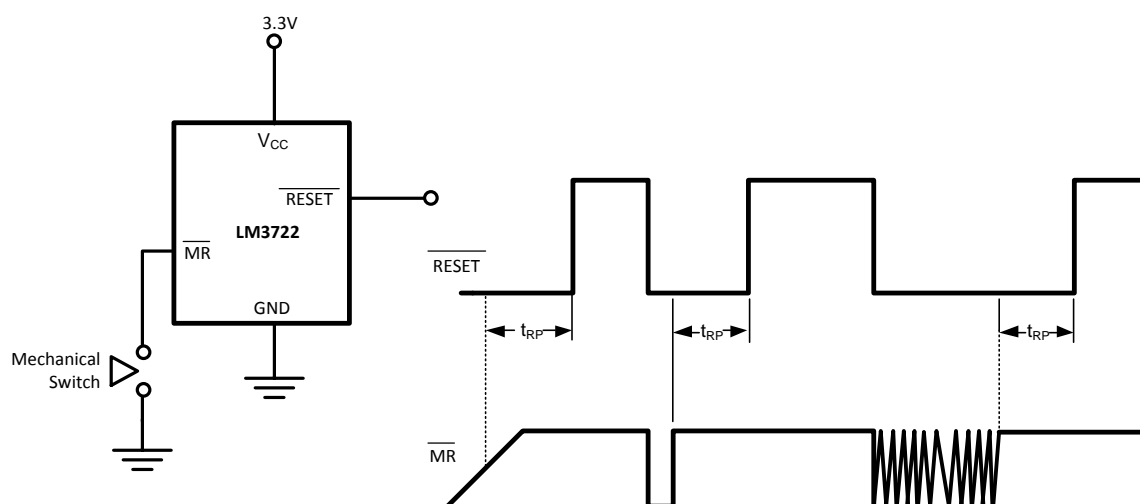 3.3V
VCC
RESET
LM3722
MR
GND
Mechanical
Switch
RESET
tRP
tRP
tRP
MR